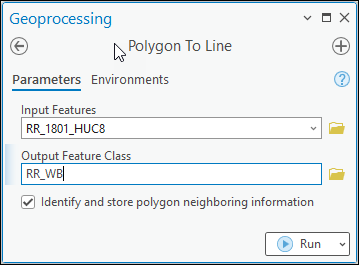 Geoprocessing
Polygon To Line
Parameters Environments
Input Features
RR_1801_HUC8
Output Feature Class
RR_WB
Identify and store polygon neighboring information
Run